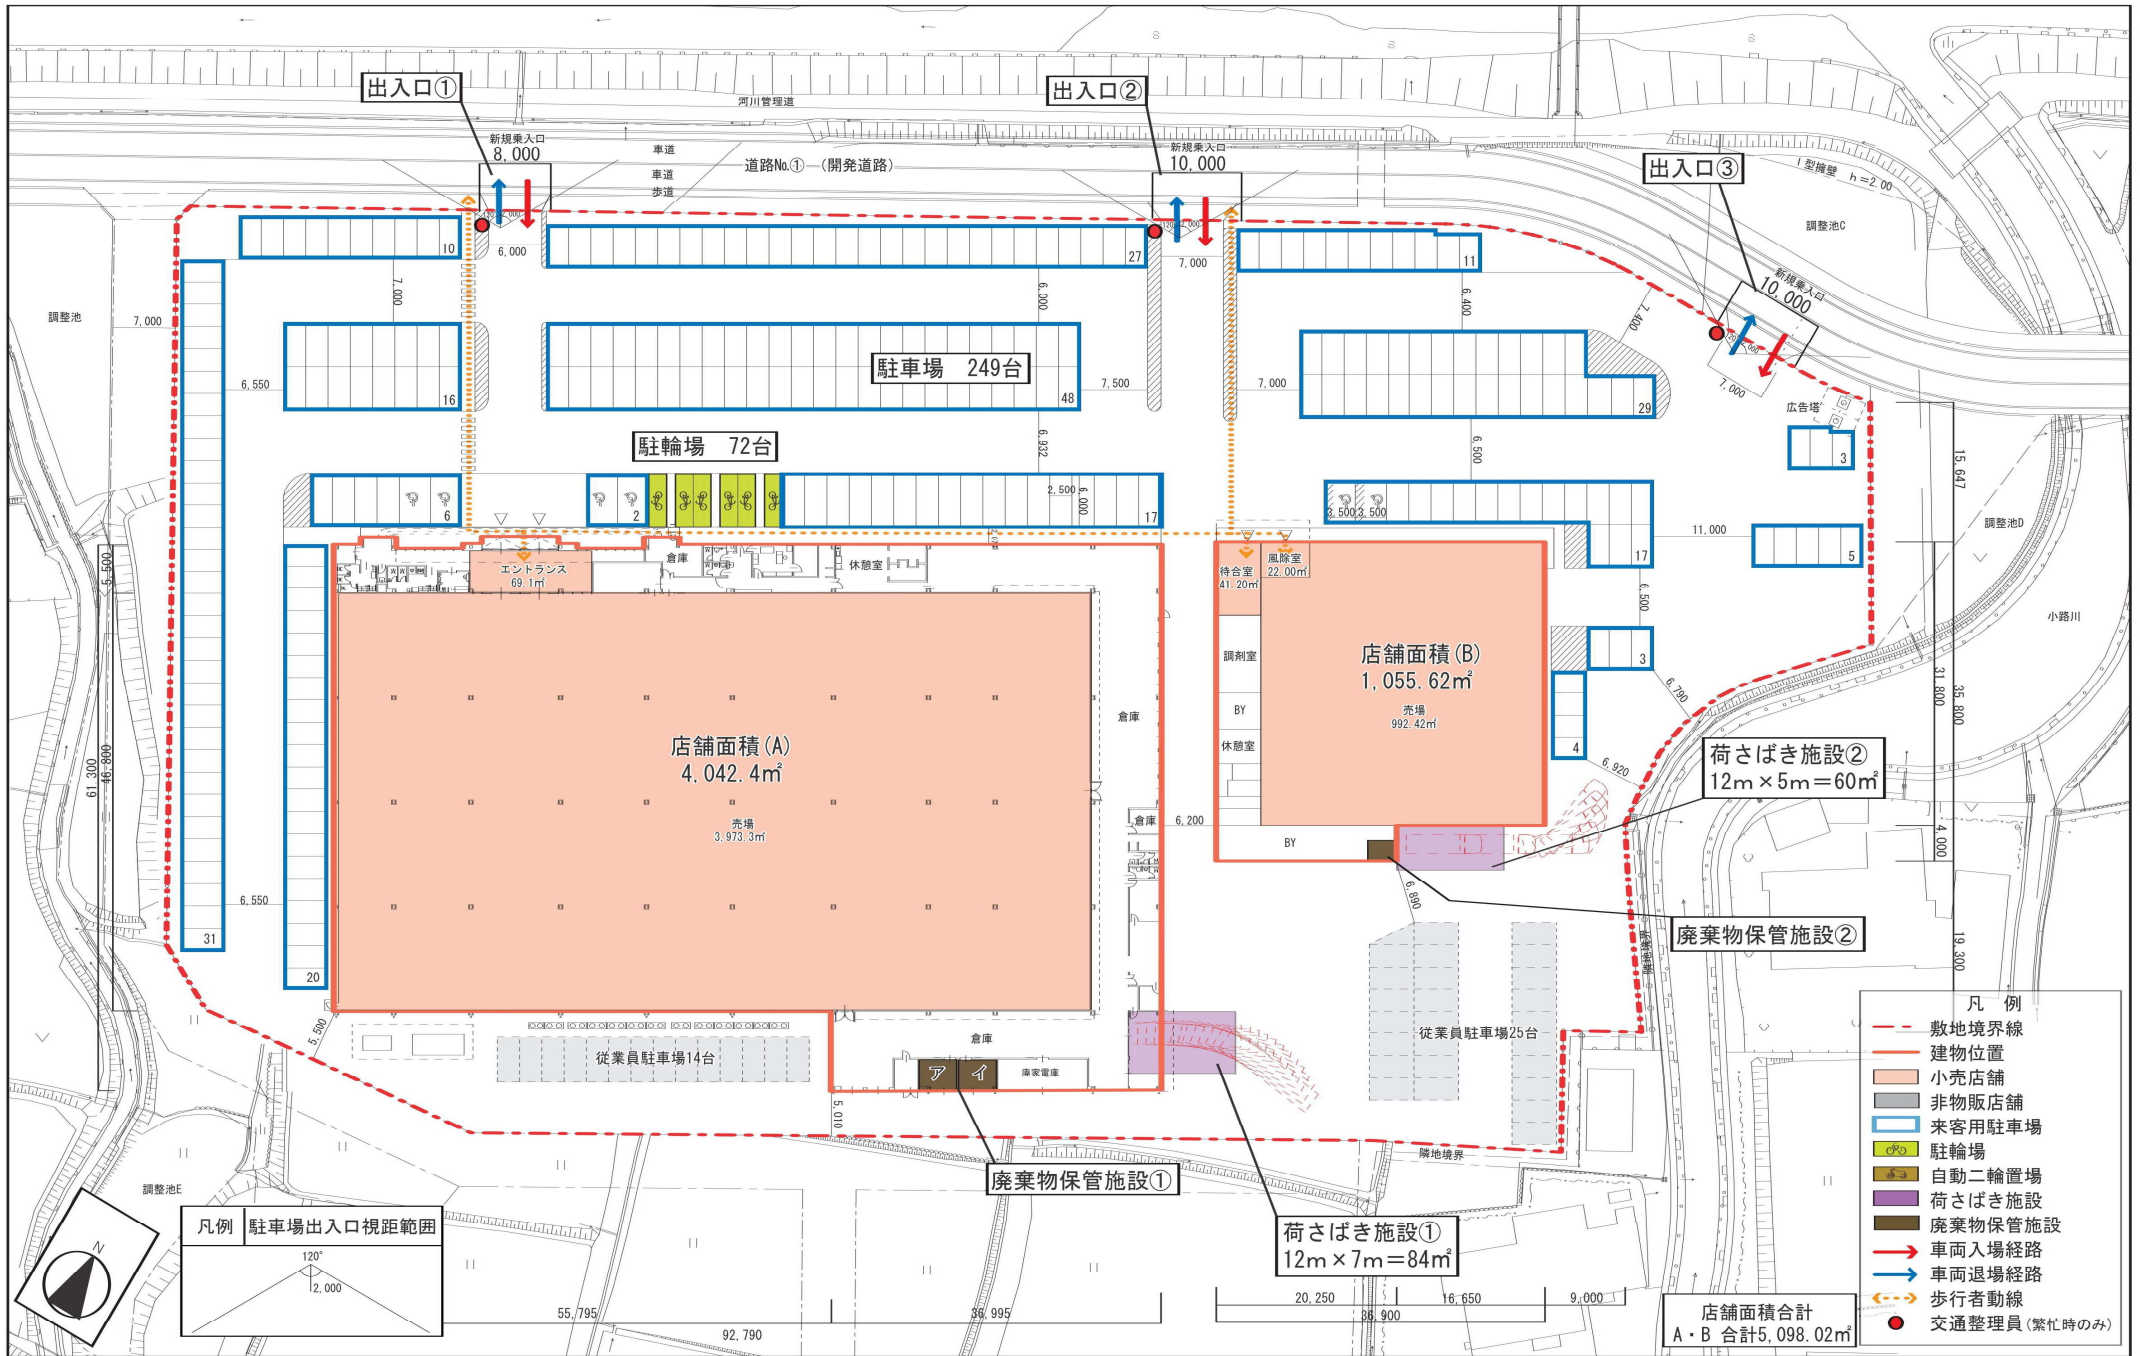 出入口①
出入口②
出入口③
河川管理道
新規乗入口
8,000
車道
車道
歩道
道路No.①―(開発道路)
新規乗入口
10,000
I型擁壁 h=2.00
調整池C
新規乗入口
10,000
調整池
7,000
10
7,000
6,000
27
6,000
7,000
11
6,400
7,400
7,000
6,550
16
駐車場 249台
48
7,500
7,000
29
広告塔
3
駐輪場 72台
6,932
6,500
15,647
6
2
2,500
6,000
17
3,500
3,500
17
11,000
5
調整池D
小路川
5,500
エントランス
69.1㎡
倉庫
休憩室
待合室
41.20㎡
風除室
22.00㎡
6,500
3
調剤室
店舗面積(B)
1,055.62㎡
売場
992.42㎡
BY
休憩室
4
6,790
6,920
31,800
35,800
倉庫
店舗面積(A)
4,042.4㎡
売場
3,973.3㎡
46,800
61,300
荷さばき施設②
12m×5m=60㎡
倉庫
6,200
BY
4,000
6,890
6,550
31
20
廃棄物保管施設②
隣地境界
19,300
5,500
従業員駐車場14台
倉庫
ア
イ
廃家電庫
従業員駐車場25台
5,010
隣地境界
廃棄物保管施設①
荷さばき施設①
12m×7m=84㎡
調整池E
N
凡例
駐車場出入口視距範囲
120°
2,000
55,795
36,995
92,790
20,250
16,650
9,000
36,900
店舗面積合計
A・B 合計5,098.02㎡
凡 例
敷地境界線
建物位置
小売店舗
非物販店舗
来客用駐車場
駐輪場
自動二輪置場
荷さばき施設
廃棄物保管施設
車両入場経路
車両退場経路
歩行者動線
交通整理員(繁忙時のみ)